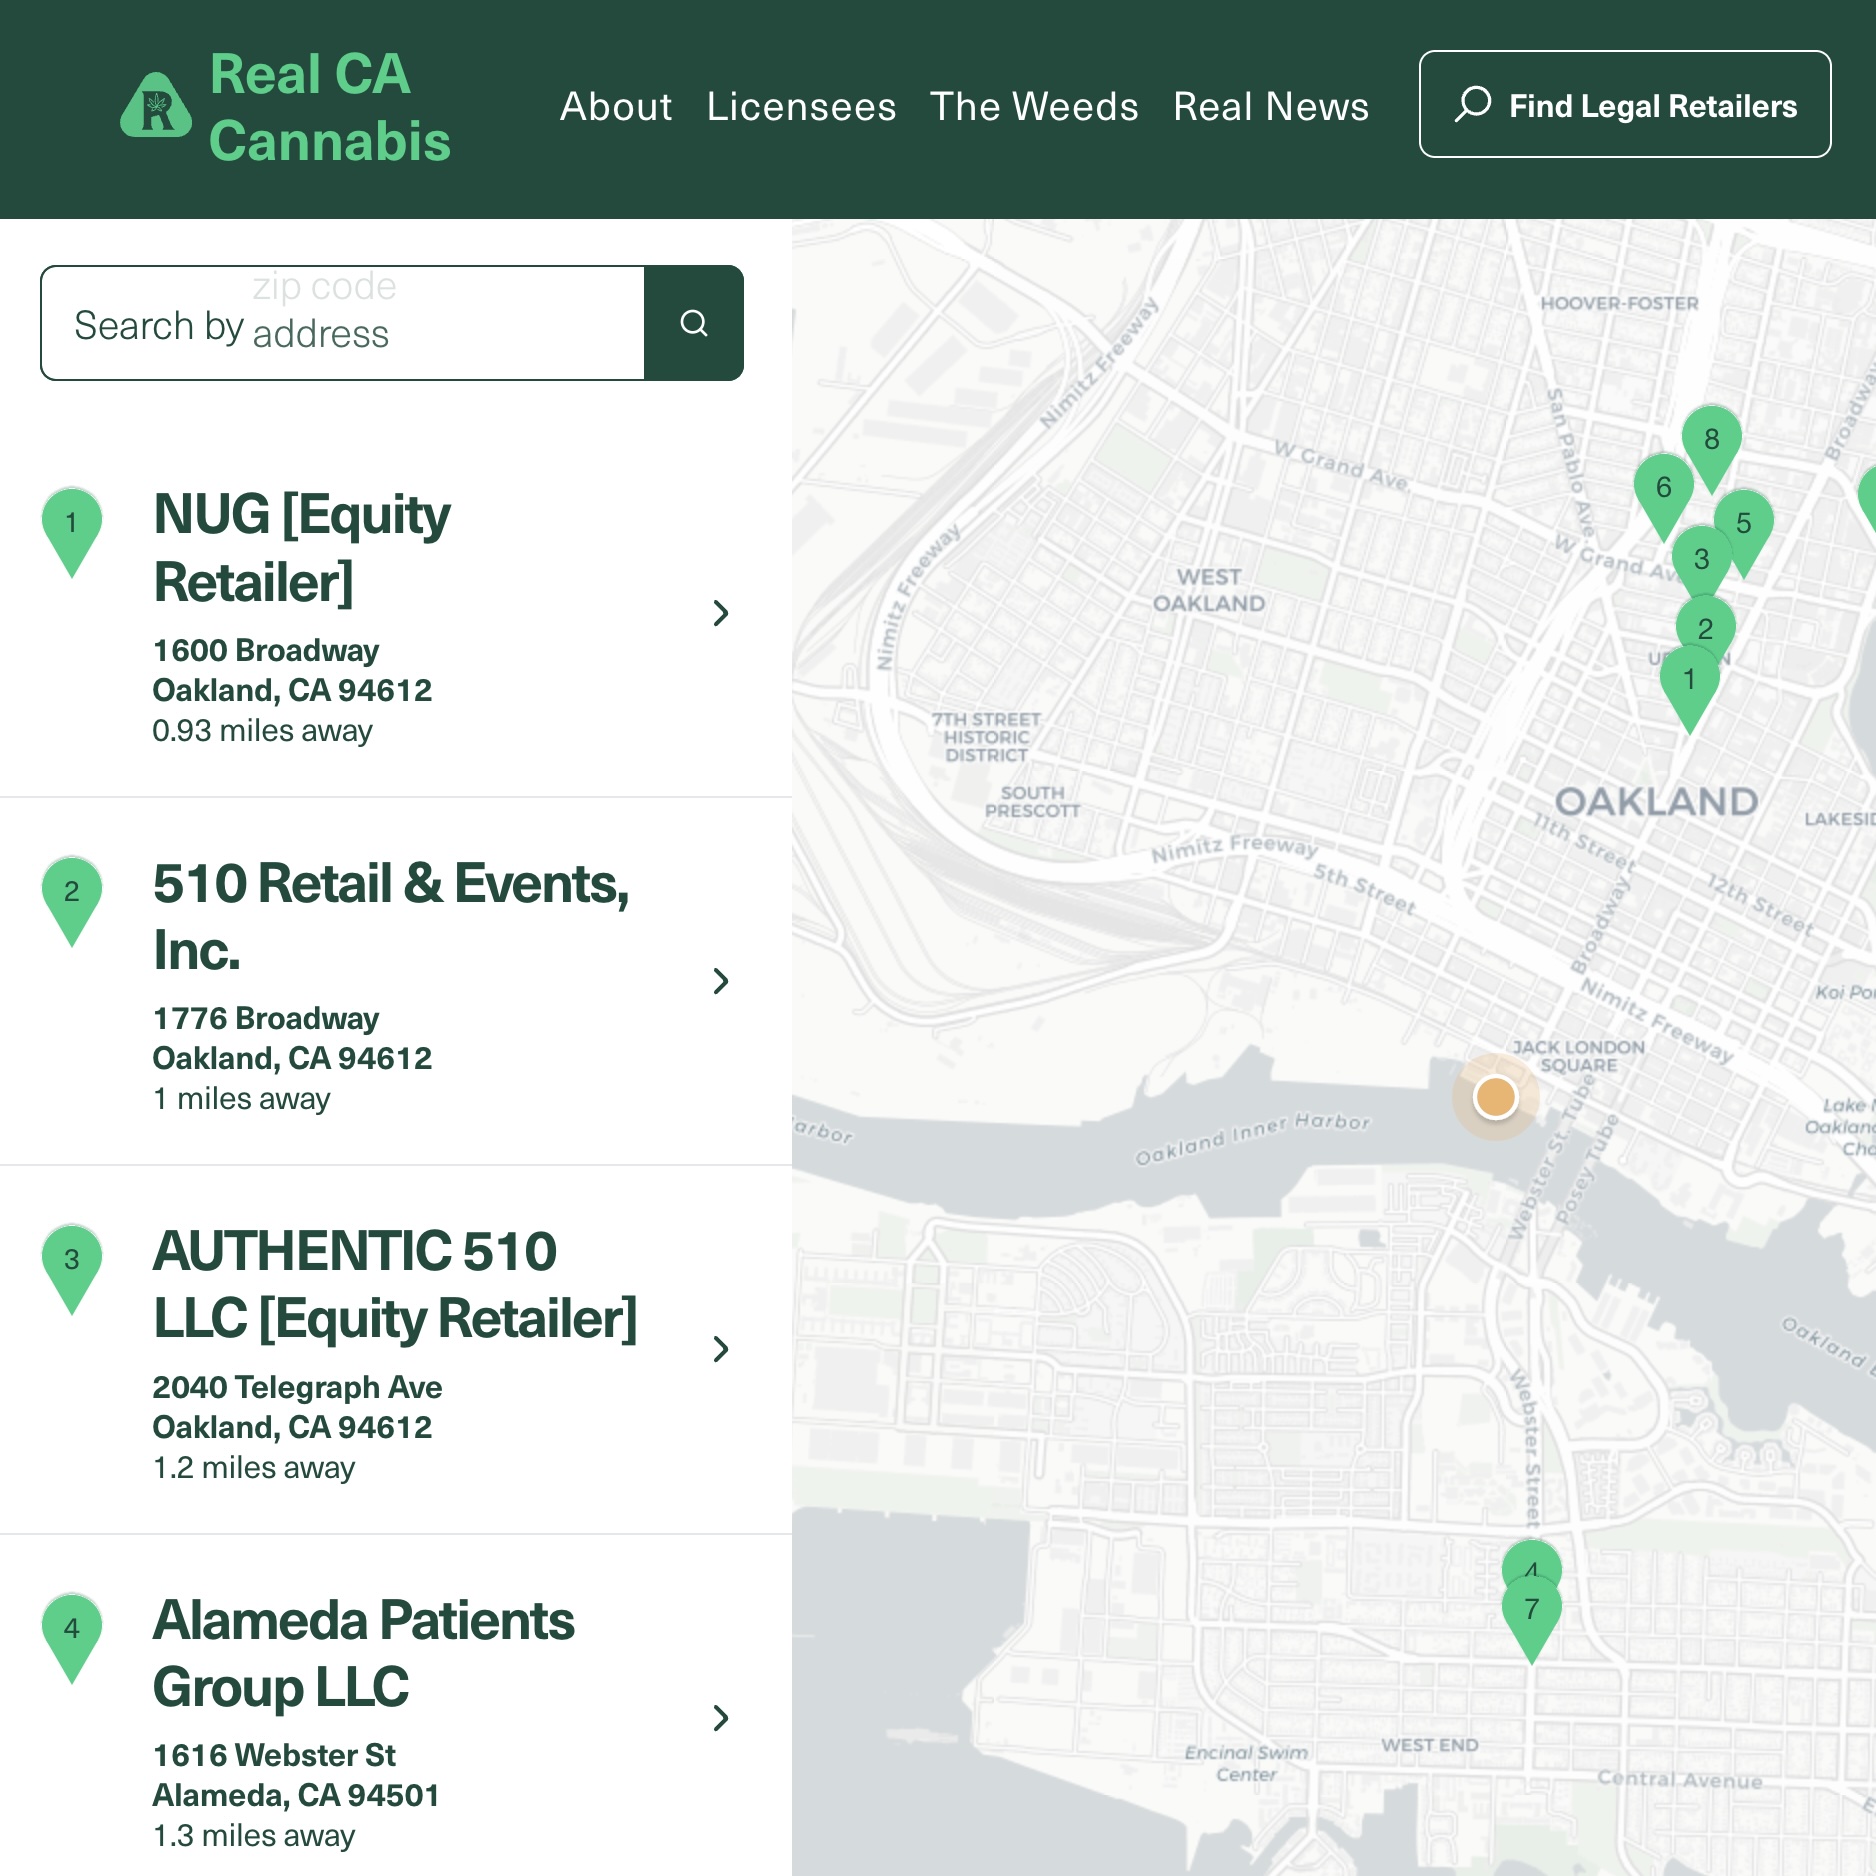 Real CA
Cannabis
About
Licensees
The Weeds
Real News
Find Legal Retailers
Search by
zip code
address
1
NUG [Equity
Retailer]
1600 Broadway
Oakland, CA 94612
0.93 miles away
2
510 Retail & Events,
Inc.
1776 Broadway
Oakland, CA 94612
1 miles away
3
AUTHENTIC 510
LLC [Equity Retailer]
2040 Telegraph Ave
Oakland, CA 94612
1.2 miles away
4
Alameda Patients
Group LLC
1616 Webster St
Alameda, CA 94501
1.3 miles away
HOOVER-FOSTER
Nimitz Freeway
San Pablo Ave.
Broadway
W Grand Ave.
8
6
5
3
W Grand Av
2
1
Nimitz Freeway
WEST
OAKLAND
7TH STREET
HISTORIC
DISTRICT
SOUTH
PRESCOTT
OAKLAND
LAKESID
11th Street
12th Street
Nimitz Freeway
5th Street
Broadway
Nimitz Freeway
Koi Po
JACK LONDON
SQUARE
Lake
Oakland
Cha
arbor
Oakland Inner Harbor
Webster St. Tube
Posey Tube
Oakland
Webster Street
4
7
Encinal Swim
Center
WEST END
Central Avenue